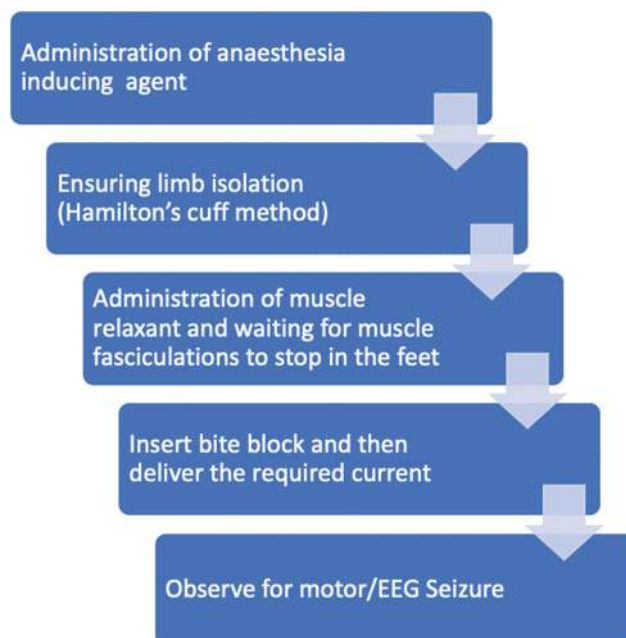 Administration of anaesthesia
inducing agent
Ensuring limb isolation
(Hamilton's cuff method)
Administration of muscle
relaxant and waiting for muscle
fasciculations to stop in the feet
Insert bite block and then
deliver the required current
Observe for motor/EEG Seizure